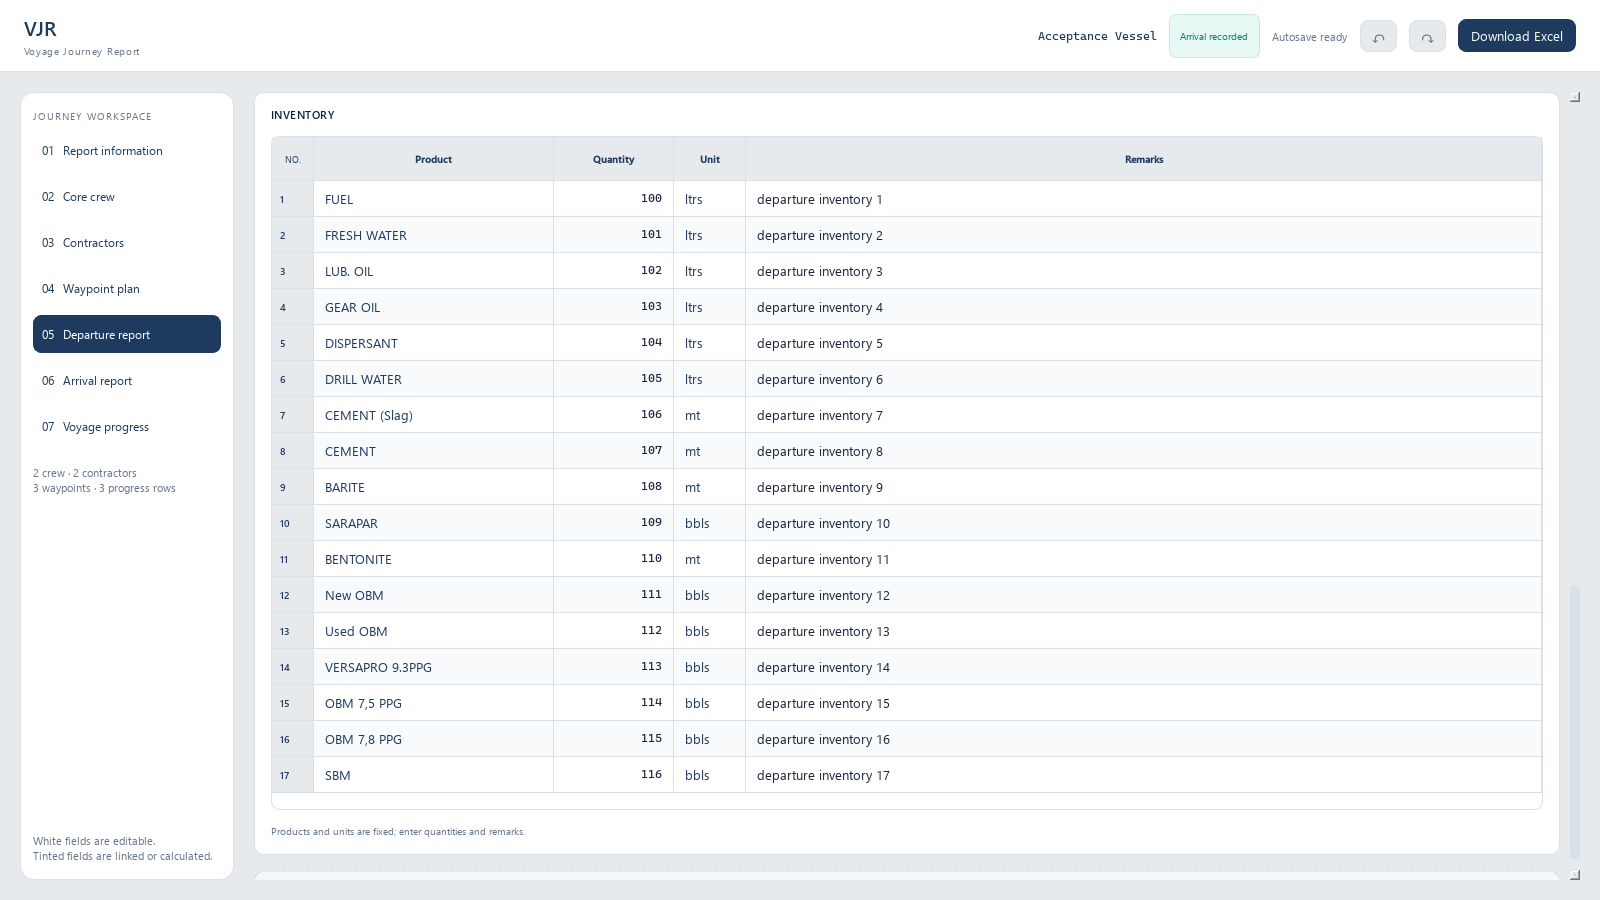 VJR
Voyage Journey Report
Acceptance Vessel
Arrival recorded
Autosave ready
Download Excel
JOURNEY WORKSPACE
01 Report information
02 Core crew
03 Contractors
04 Waypoint plan
05 Departure report
06 Arrival report
07 Voyage progress
2 crew · 2 contractors
3 waypoints · 3 progress rows
White fields are editable.
Tinted fields are linked or calculated.
INVENTORY
NO. Product Quantity Unit Remarks
1 FUEL 100 ltrs departure inventory 1
2 FRESH WATER 101 ltrs departure inventory 2
3 LUB. OIL 102 ltrs departure inventory 3
4 GEAR OIL 103 ltrs departure inventory 4
5 DISPERSANT 104 ltrs departure inventory 5
6 DRILL WATER 105 ltrs departure inventory 6
7 CEMENT (Slag) 106 mt departure inventory 7
8 CEMENT 107 mt departure inventory 8
9 BARITE 108 mt departure inventory 9
10 SARAPAR 109 bbls departure inventory 10
11 BENTONITE 110 mt departure inventory 11
12 New OBM 111 bbls departure inventory 12
13 Used OBM 112 bbls departure inventory 13
14 VERSAPRO 9.3PPG 113 bbls departure inventory 14
15 OBM 7,5 PPG 114 bbls departure inventory 15
16 OBM 7,8 PPG 115 bbls departure inventory 16
17 SBM 116 bbls departure inventory 17
Products and units are fixed; enter quantities and remarks.